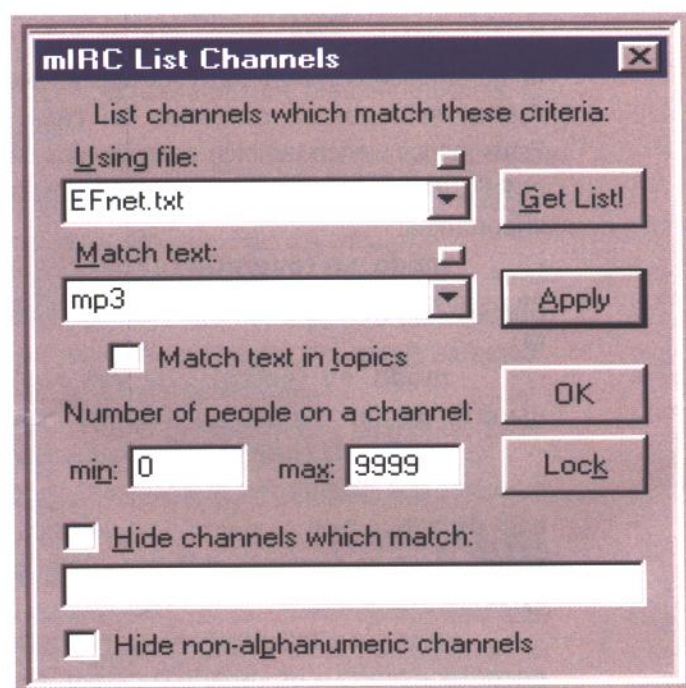 mIRC List Channels
List channels which match these criteria:
Using file:
EFnet.txt
Get List!
Match text:
mp3
Apply
Match text in topics
OK
Number of people on a channel:
min: 0 max: 9999
Lock
Hide channels which match:
Hide non-alphanumeric channels